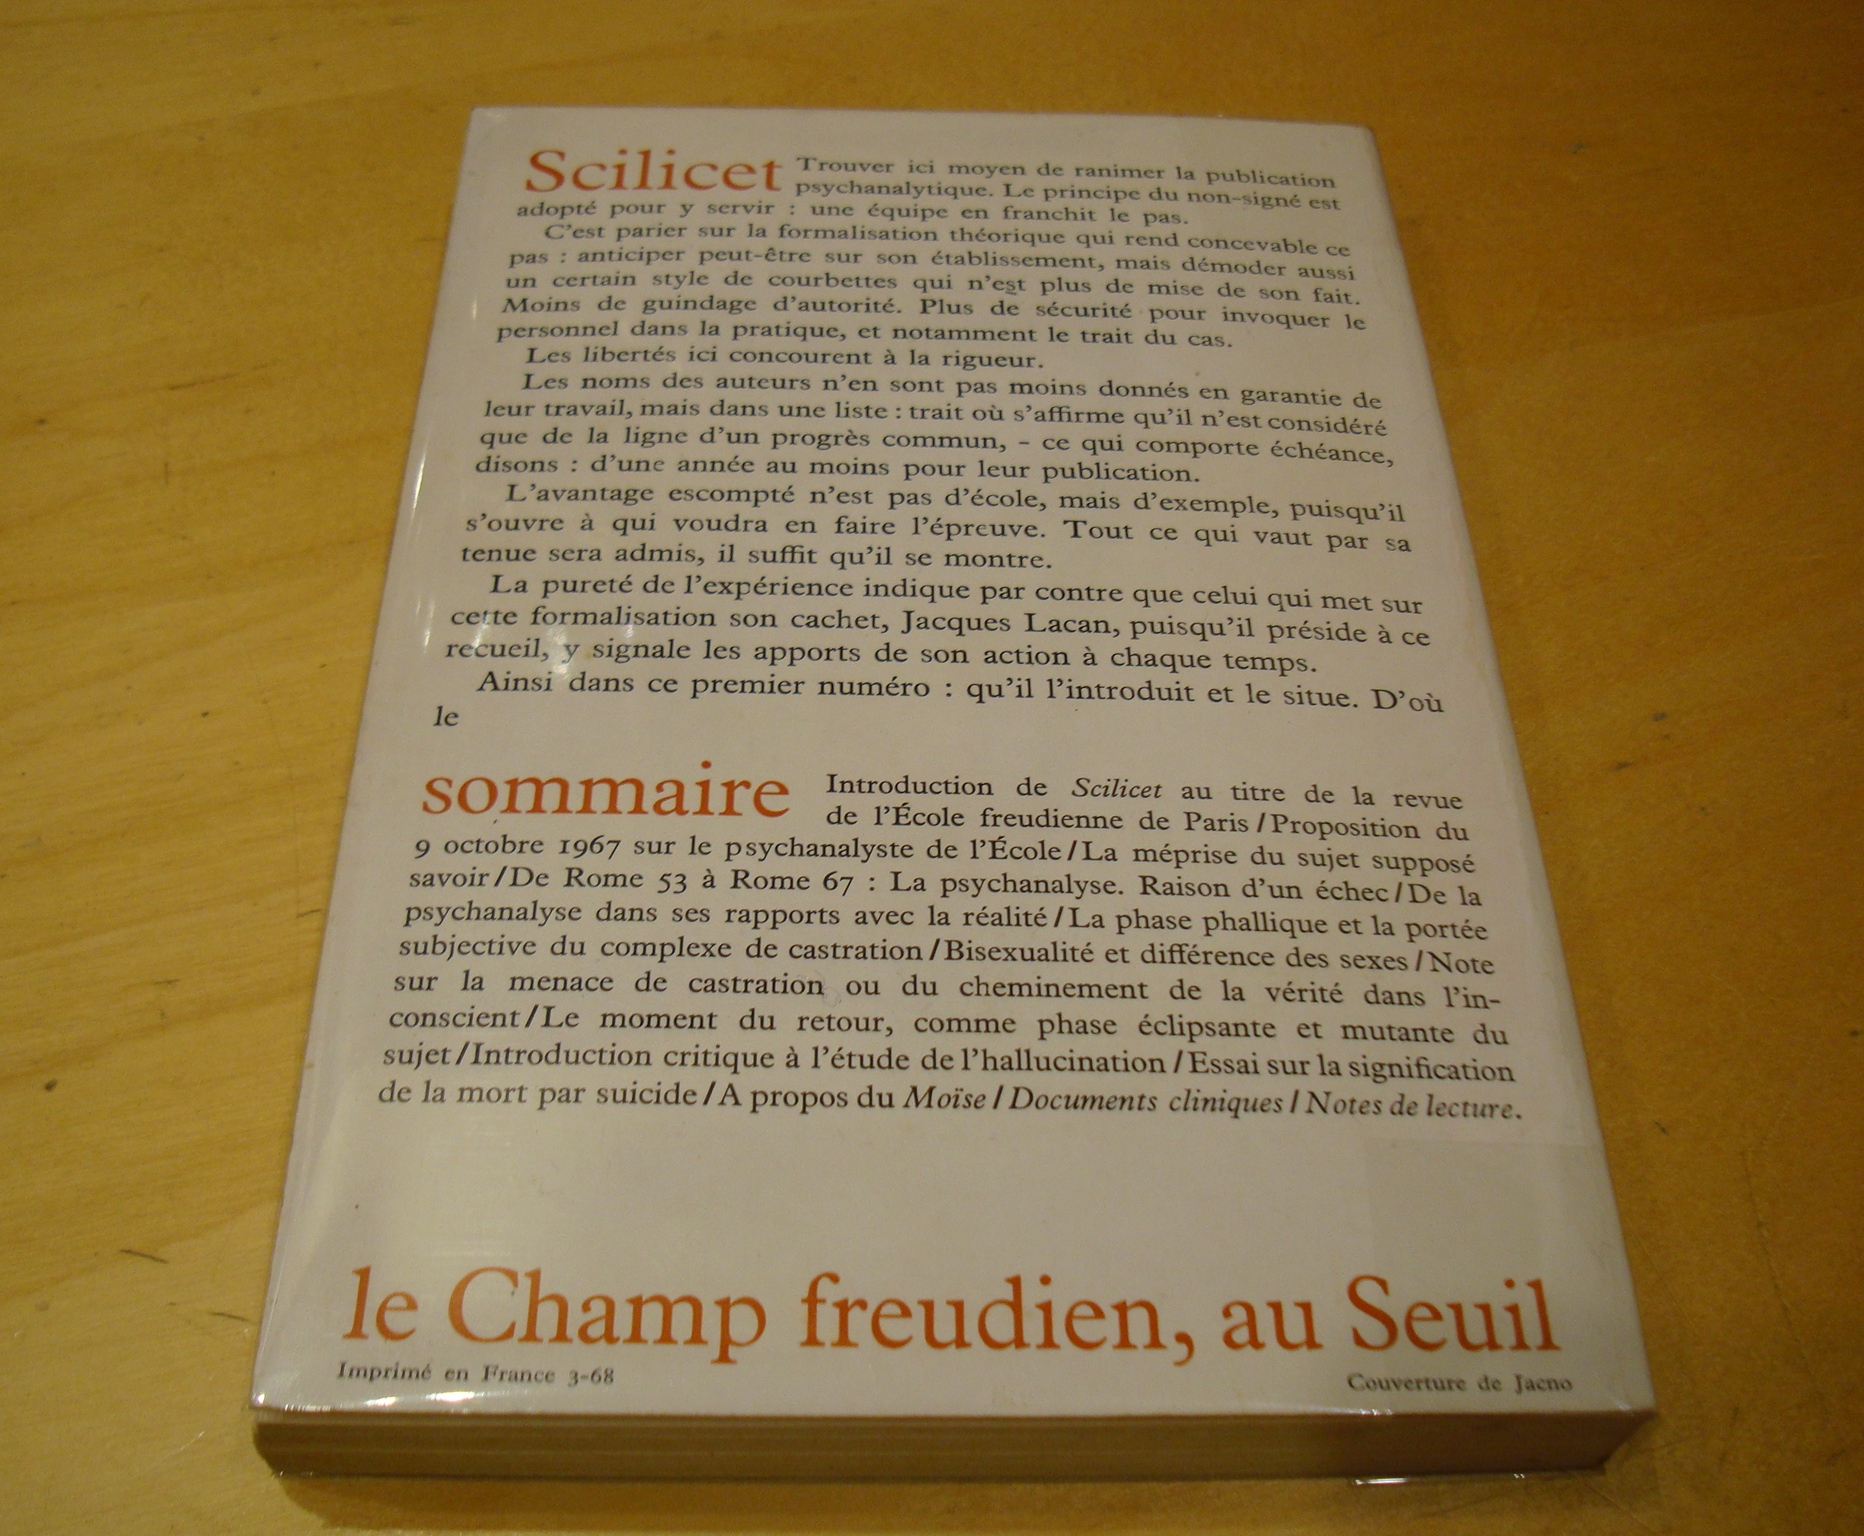 Scilicet Trouver ici moyen de ranimer la publication
psychanalytique. Le principe du non-signé est
adopté pour y servir : une équipe en franchit le pas.
C'est parier sur la formalisation théorique qui rend concevable ce
pas : anticiper peut-être sur son établissement, mais démoder aussi
un certain style de courbettes qui n'est plus de mise de son fait.
Moins de guindage d'autorité. Plus de sécurité pour invoquer le
personnel dans la pratique, et notamment le trait du cas.
Les libertés ici concourent à la rigueur.
Les noms des auteurs n'en sont pas moins donnés en garantie de
leur travail, mais dans une liste : trait où s'affirme qu'il n'est considéré
que de la ligne d'un progrès commun, – ce qui comporte échéance,
disons : d'une année au moins pour leur publication.
L'avantage escompté n'est pas d'école, mais d'exemple, puisqu'il
s'ouvre à qui voudra en faire l'épreuve. Tout ce qui vaut par sa
tenue sera admis, il suffit qu'il se montre.
La pureté de l'expérience indique par contre que celui qui met sur
cette formalisation son cachet, Jacques Lacan, puisqu'il préside à ce
recueil, y signale les apports de son action à chaque temps.
Ainsi dans ce premier numéro : qu'il l'introduit et le situe. D'où
le
sommaire Introduction de Scilicet au titre de la revue
de l'École freudienne de Paris / Proposition du
9 octobre 1967 sur le psychanalyste de l'École / La méprise du sujet supposé
savoir / De Rome 53 à Rome 67 : La psychanalyse. Raison d'un échec / De la
psychanalyse dans ses rapports avec la réalité / La phase phallique et la portée
subjective du complexe de castration / Bisexualité et différence des sexes / Note
sur la menace de castration ou du cheminement de la vérité dans l'in-
conscient / Le moment du retour, comme phase éclipsante et mutante du
sujet / Introduction critique à l'étude de l'hallucination / Essai sur la signification
de la mort par suicide / A propos du Moïse / Documents cliniques / Notes de lecture.
le Champ freudien, au Seuil
Imprimé en France 3-68
Couverture de Jacno